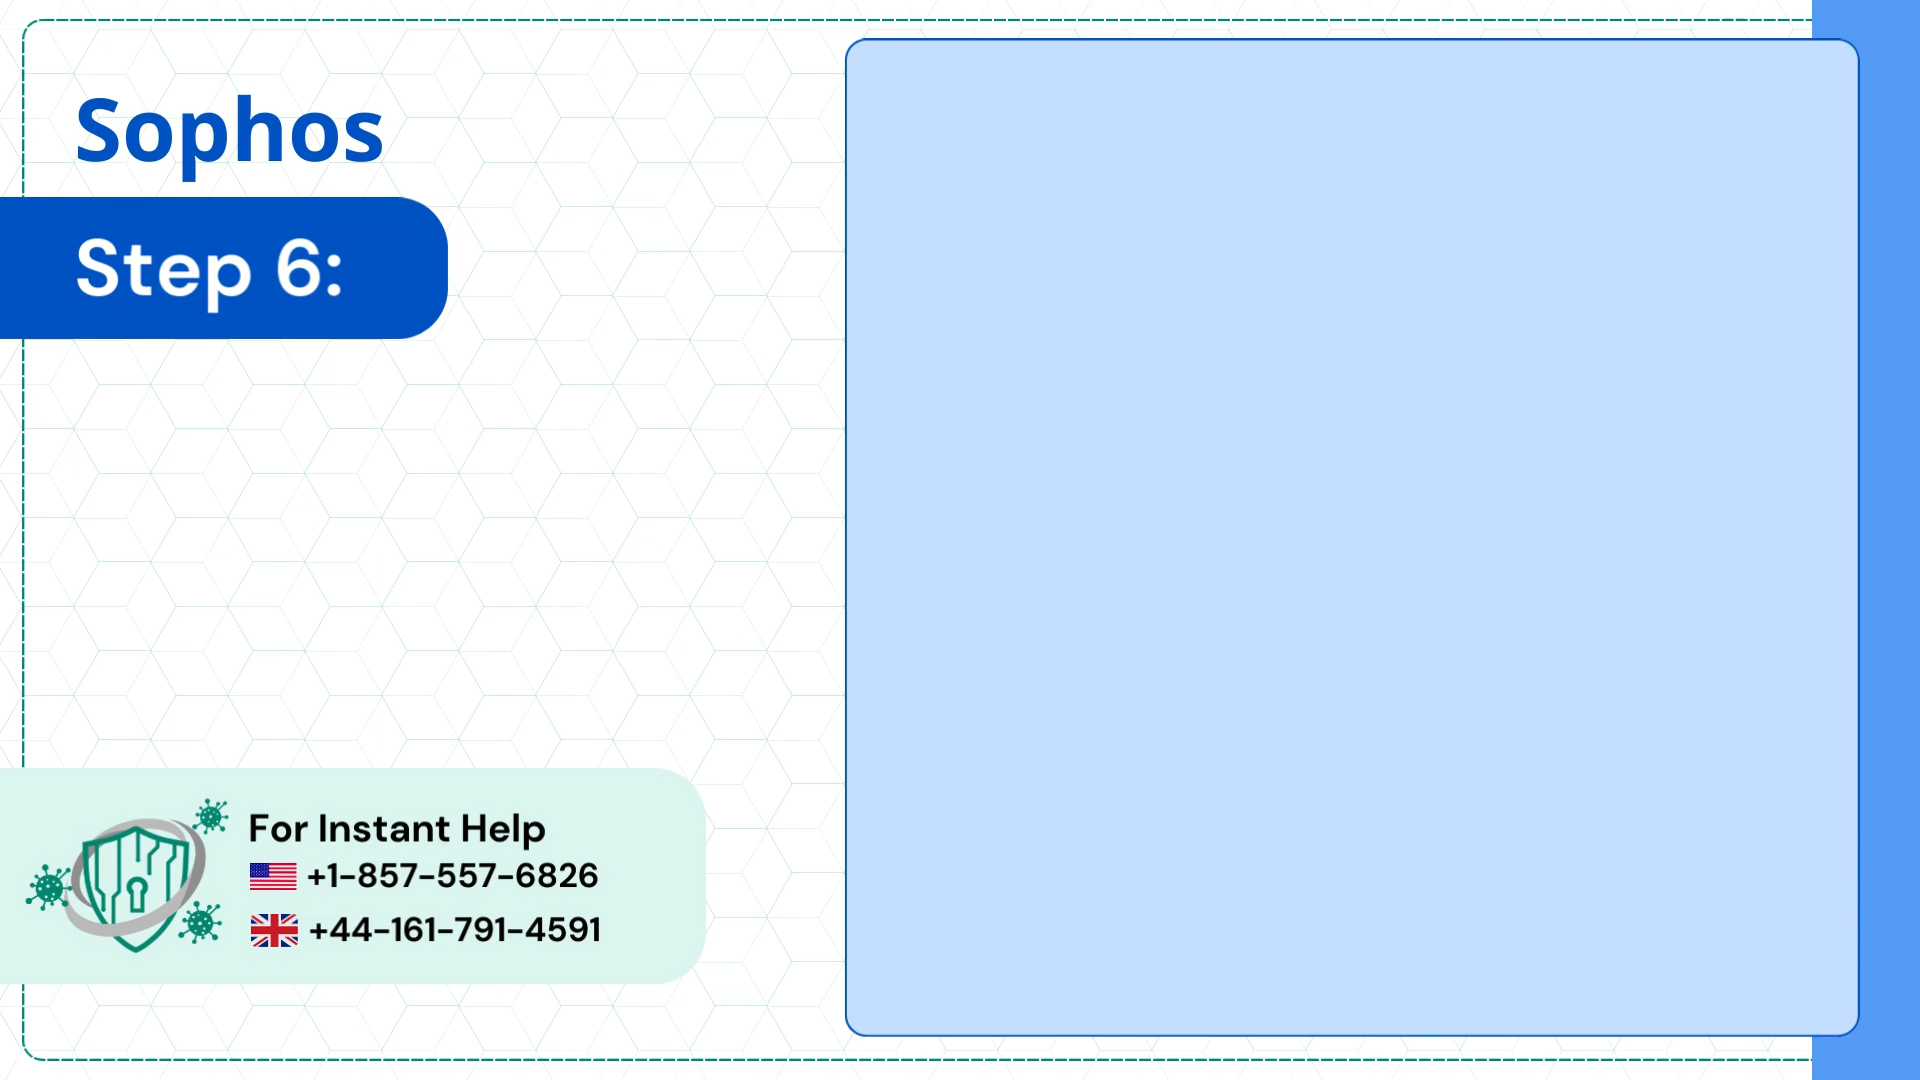 Sophos
Step 6:
For Instant Help
+1-857-557-6826
+44-161-791-4591